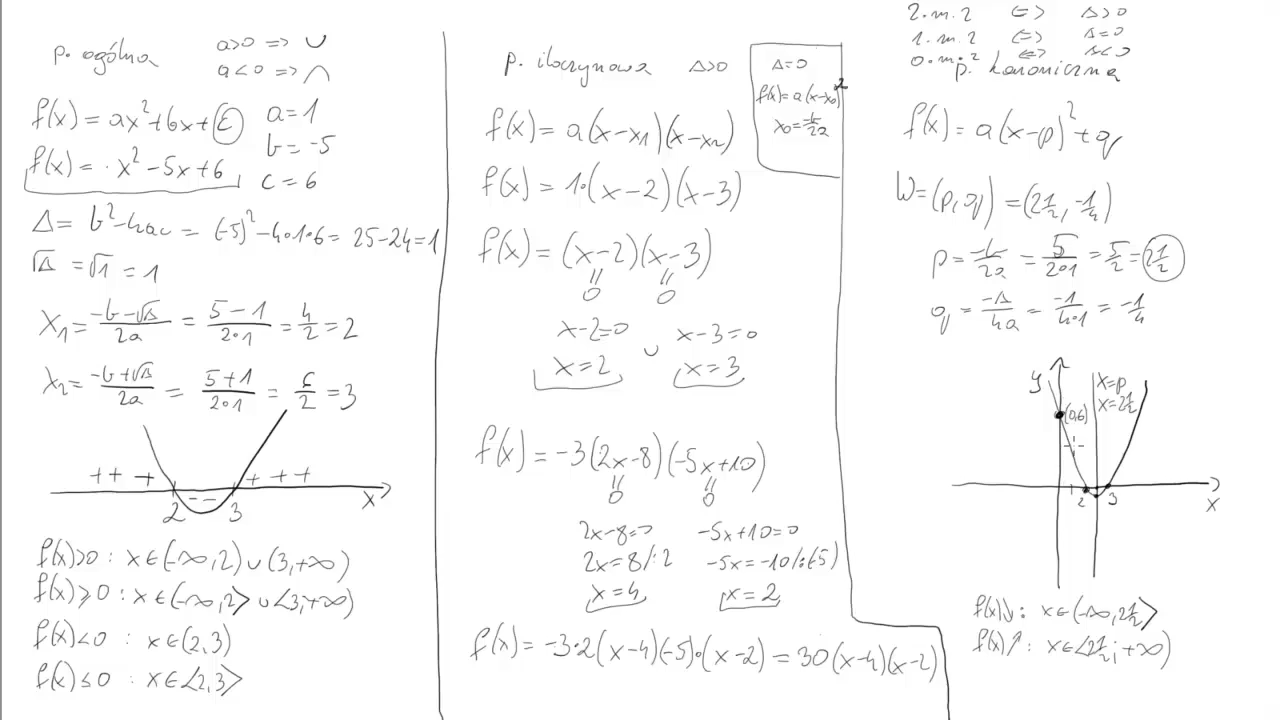 p. ogólna
a>0 => ∪
a<0 => ∩
f(x) = ax²+bx+c
a=1
b=-5
c=6
f(x) = x²-5x+6
Δ = b²-4ac = (-5)²-4·1·6 = 25-24=1
√Δ = √1 = 1
x₁ = (-b-√Δ)/2a = (5-1)/2·1 = 4/2 = 2
x₂ = (-b+√Δ)/2a = (5+1)/2·1 = 6/2 = 3
++ + + + +
-- x
2 3
f(x)>0 : x∈(-∞,2)∪(3,+∞)
f(x)⩾0 : x∈(-∞,2>∪<3,+∞)
f(x)<0 : x∈(2,3)
f(x)≤0 : x∈<2,3>
p. iloczynowa Δ>0
Δ=0
f(x)=a(x-x₀)²
x₀=-b/2a
f(x) = a(x-x₁)(x-x₂)
f(x) = 1·(x-2)(x-3)
f(x) = (x-2)(x-3)
= =
0 0
x-2=0 ∪ x-3=0
x=2 x=3
f(x) = -3(2x-8)(-5x+10)
= =
0 0
2x-8=0 -5x+10=0
2x=8/:2 -5x=-10/:(-5)
x=4 x=2
f(x) = -3·2(x-4)(-5)·(x-2) = 30(x-4)(x-2)
2.m.z <=> Δ>0
1.m.z <=> Δ=0
0.m.z <=> Δ<0
p. kanoniczna
f(x) = a(x-p)²+q
W=(p,q) = (2½,-¼)
p = -b/2a = 5/2·1 = 5/2 = 2½
q = -Δ/4a = -1/4·1 = -¼
y
x=p
x=2½
(0,6)
1 2 3 x
f(x)↓: x∈(-∞,2½>
f(x)↗: x∈<2½;+∞)